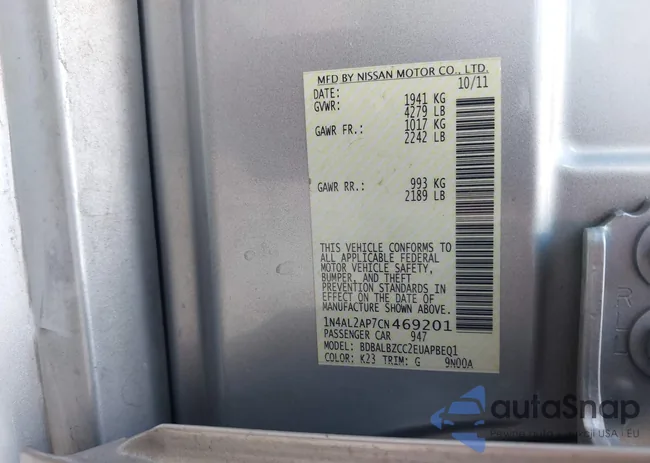 MFD BY NISSAN MOTOR CO., LTD.
DATE: 10/11
GVWR: 1941 KG
4279 LB
GAWR FR.: 1017 KG
2242 LB
GAWR RR.: 993 KG
2189 LB
THIS VEHICLE CONFORMS TO
ALL APPLICABLE FEDERAL
MOTOR VEHICLE SAFETY,
BUMPER, AND THEFT
PREVENTION STANDARDS IN
EFFECT ON THE DATE OF
MANUFACTURE SHOWN ABOVE.
1N4AL2AP7CN469201
PASSENGER CAR 947
MODEL: BDBALBZCC2EUAPBEQ1
COLOR: K23 TRIM: G 9N00A
autoSnap
USA i EU